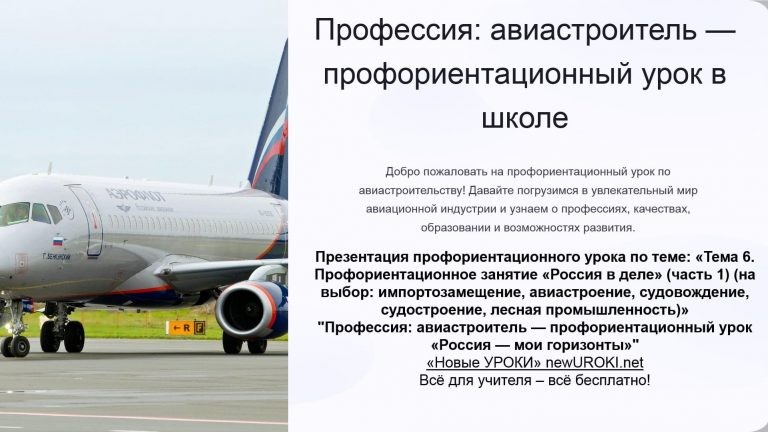 Профессия: авиастроитель —
профориентационный урок в
школе
Добро пожаловать на профориентационный урок по
авиастроительству! Давайте погрузимся в увлекательный мир
авиационной индустрии и узнаем о профессиях, качествах,
образовании и возможностях развития.
Презентация профориентационного урока по теме: «Тема 6.
Профориентационное занятие «Россия в деле» (часть 1) (на
выбор: импортозамещение, авиастроение, судовождение,
судостроение, лесная промышленность)»
"Профессия: авиастроитель — профориентационный урок
«Россия — мои горизонты»"
«Новые УРОКИ» newUROKI.net
Всё для учителя – всё бесплатно!
АЭРОФЛОТ
Российские авиалинии
← R F